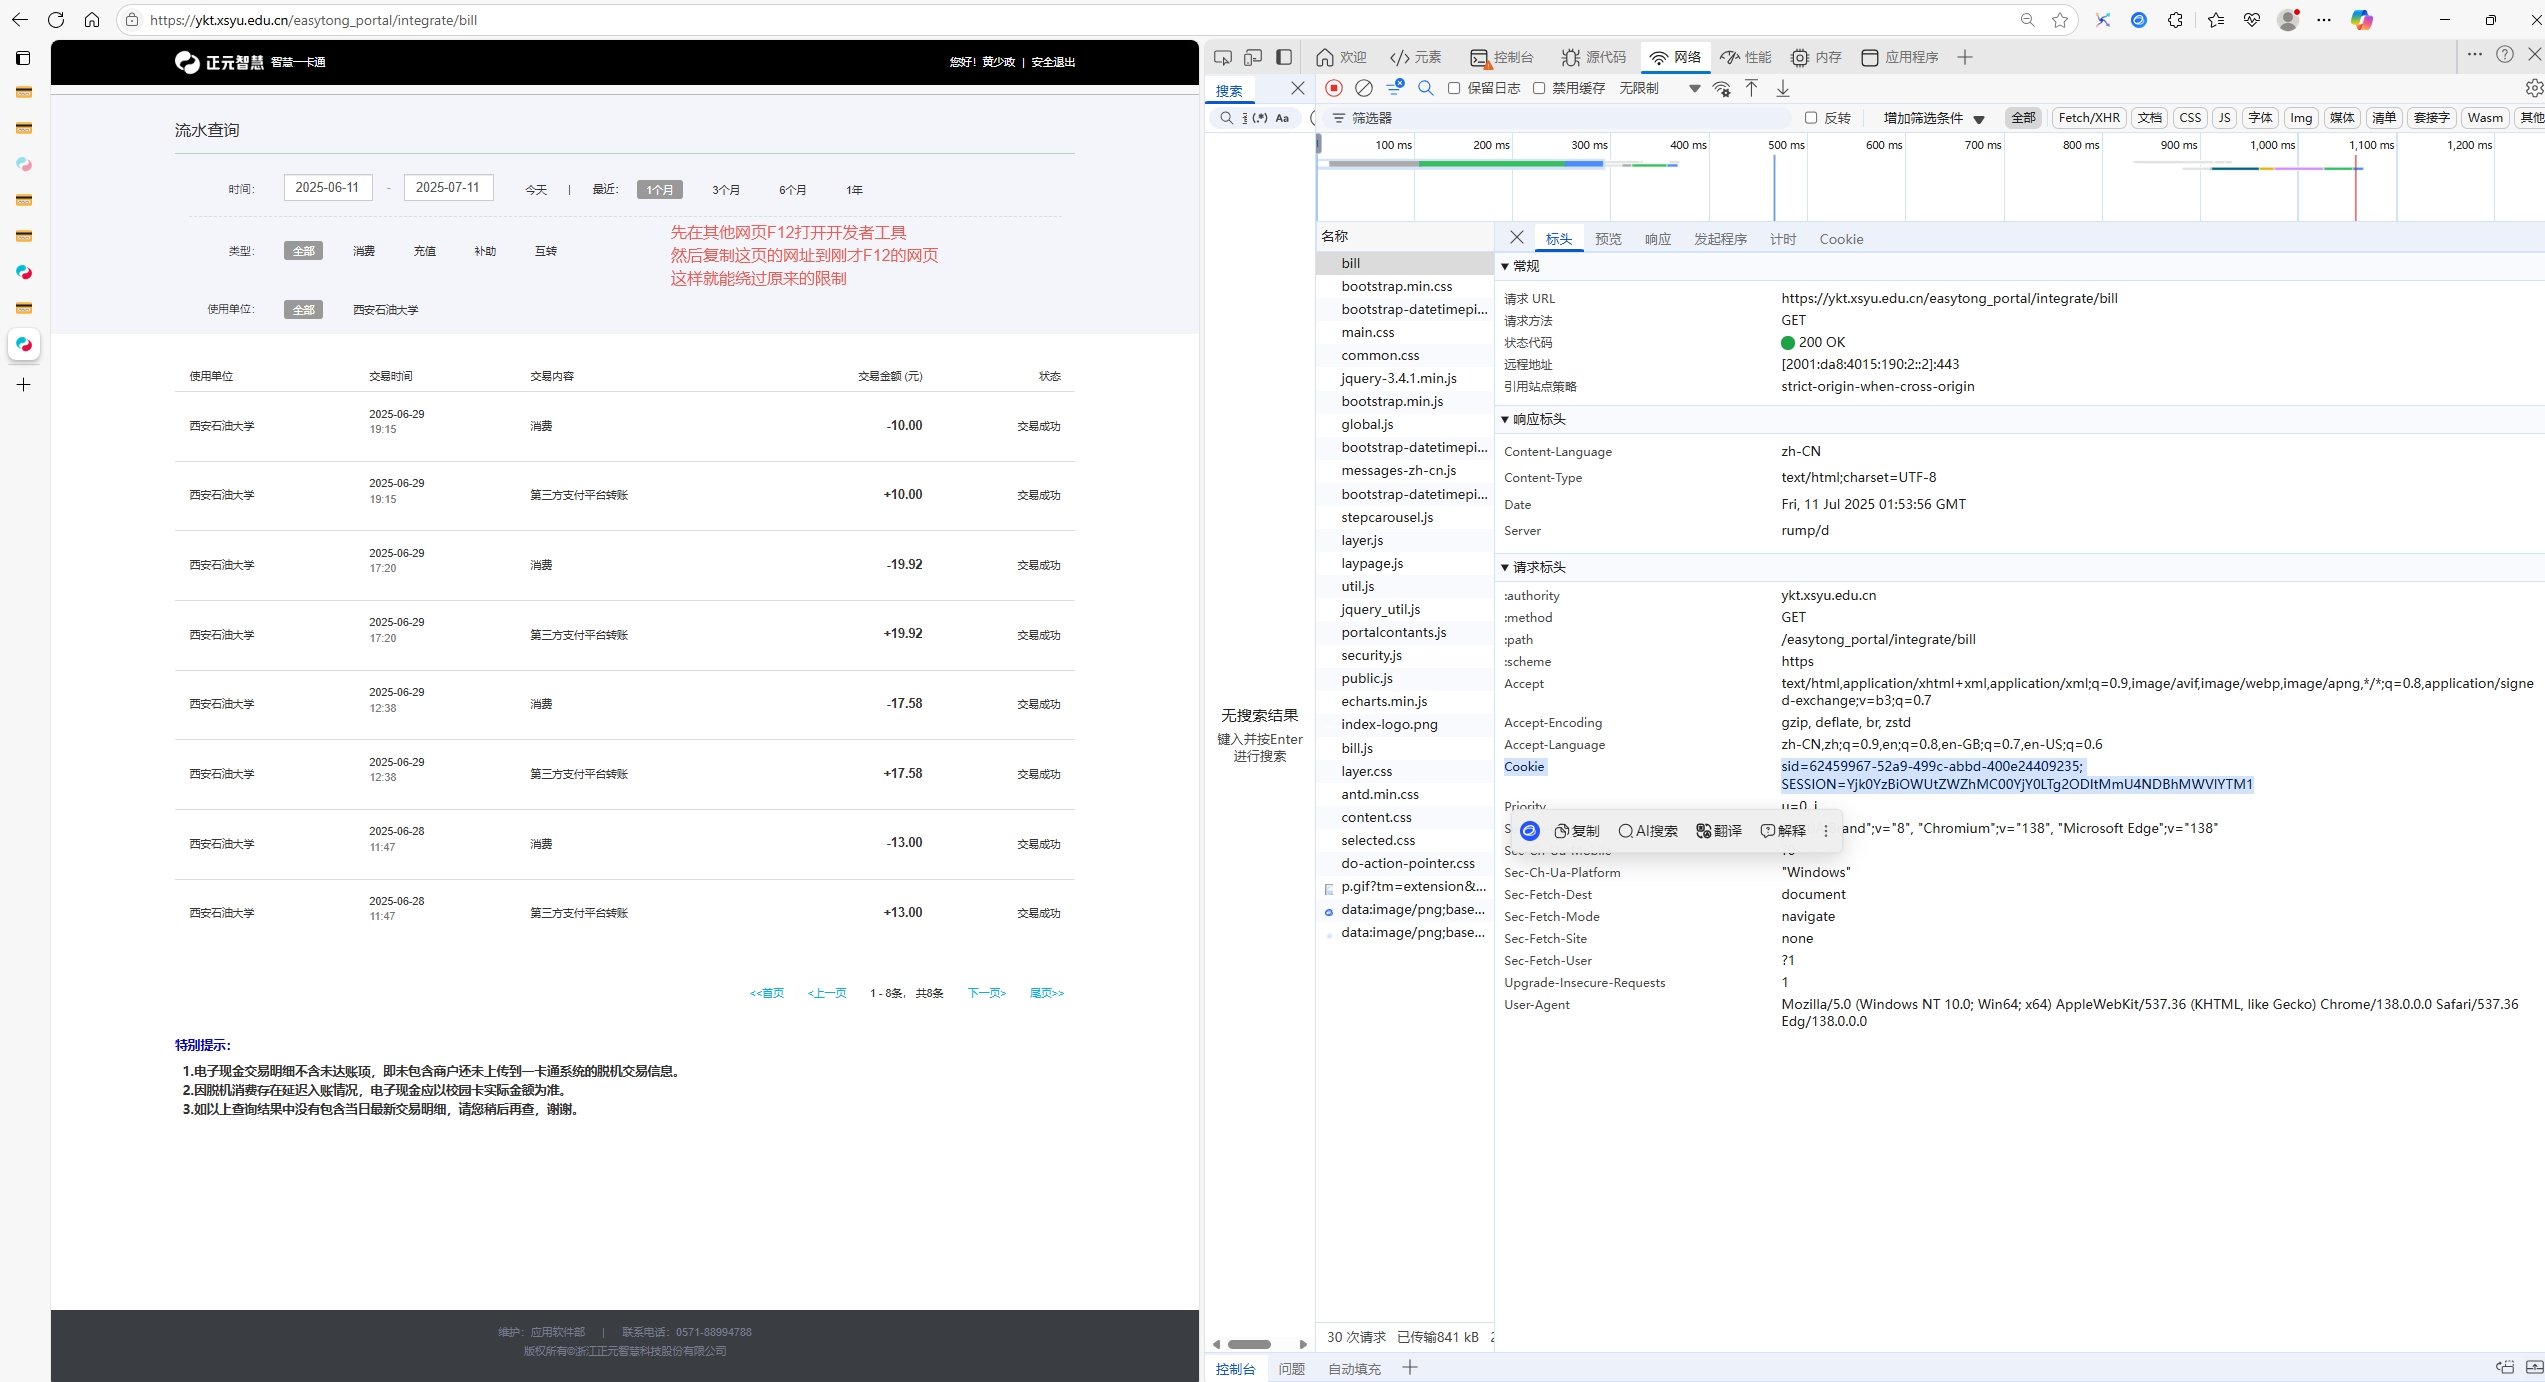 https://ykt.xsyu.edu.cn/easytong_portal/integrate/bill
正元智慧 智慧一卡通
您好！黄少政 | 安全退出
流水查询
时间： 2025-06-11 - 2025-07-11 今天 | 最近： 1个月 3个月 6个月 1年
先在其他网页F12打开开发者工具
然后复制这页的网址到刚才F12的网页
这样就能绕过原来的限制
类型： 全部 消费 充值 补助 互转
使用单位： 全部 西安石油大学
使用单位 交易时间 交易内容 交易金额 (元) 状态
西安石油大学 2025-06-29 19:15 消费 -10.00 交易成功
西安石油大学 2025-06-29 19:15 第三方支付平台转账 +10.00 交易成功
西安石油大学 2025-06-29 17:20 消费 -19.92 交易成功
西安石油大学 2025-06-29 17:20 第三方支付平台转账 +19.92 交易成功
西安石油大学 2025-06-29 12:38 消费 -17.58 交易成功
西安石油大学 2025-06-29 12:38 第三方支付平台转账 +17.58 交易成功
西安石油大学 2025-06-28 11:47 消费 -13.00 交易成功
西安石油大学 2025-06-28 11:47 第三方支付平台转账 +13.00 交易成功
<<首页 <上一页 1 - 8条， 共8条 下一页> 尾页>>
特别提示：
1.电子现金交易明细不含未达账项，即未包含商户还未上传到一卡通系统的脱机交易信息。
2.因脱机消费存在延迟入账情况，电子现金应以校园卡实际金额为准。
3.如以上查询结果中没有包含当日最新交易明细，请您稍后再查，谢谢。
维护：应用软件部 | 联系电话：0571-88994788
版权所有©浙江正元智慧科技股份有限公司
欢迎 元素 控制台 源代码 网络 性能 内存 应用程序
搜索
(.*) Aa
无搜索结果
键入并按Enter
进行搜索
保留日志 禁用缓存 无限制
筛选器 反转 增加筛选条件 全部 Fetch/XHR 文档 CSS JS 字体 Img 媒体 清单 套接字 Wasm 其他
100 ms 200 ms 300 ms 400 ms 500 ms 600 ms 700 ms 800 ms 900 ms 1,000 ms 1,100 ms 1,200 ms
名称
bill
bootstrap.min.css
bootstrap-datetimepi...
main.css
common.css
jquery-3.4.1.min.js
bootstrap.min.js
global.js
bootstrap-datetimepi...
messages-zh-cn.js
bootstrap-datetimepi...
stepcarousel.js
layer.js
laypage.js
util.js
jquery_util.js
portalcontants.js
security.js
public.js
echarts.min.js
index-logo.png
bill.js
layer.css
antd.min.css
content.css
selected.css
do-action-pointer.css
p.gif?tm=extension&...
data:image/png;base...
data:image/png;base...
30 次请求 已传输841 kB
标头 预览 响应 发起程序 计时 Cookie
常规
请求 URL https://ykt.xsyu.edu.cn/easytong_portal/integrate/bill
请求方法 GET
状态代码 200 OK
远程地址 [2001:da8:4015:190:2::2]:443
引用站点策略 strict-origin-when-cross-origin
响应标头
Content-Language zh-CN
Content-Type text/html;charset=UTF-8
Date Fri, 11 Jul 2025 01:53:56 GMT
Server rump/d
请求标头
:authority ykt.xsyu.edu.cn
:method GET
:path /easytong_portal/integrate/bill
:scheme https
Accept text/html,application/xhtml+xml,application/xml;q=0.9,image/avif,image/webp,image/apng,*/*;q=0.8,application/signe
d-exchange;v=b3;q=0.7
Accept-Encoding gzip, deflate, br, zstd
Accept-Language zh-CN,zh;q=0.9,en;q=0.8,en-GB;q=0.7,en-US;q=0.6
Cookie sid=62459967-52a9-499c-abbd-400e24409235;
SESSION=Yjk0YzBiOWUtZWZhMC00YjY0LTg2ODItMmU4NDBhMWVlYTM1
Priority u=0, i
and";v="8", "Chromium";v="138", "Microsoft Edge";v="138"
复制 AI搜索 翻译 解释
Sec-Ch-Ua-Platform "Windows"
Sec-Fetch-Dest document
Sec-Fetch-Mode navigate
Sec-Fetch-Site none
Sec-Fetch-User ?1
Upgrade-Insecure-Requests 1
User-Agent Mozilla/5.0 (Windows NT 10.0; Win64; x64) AppleWebKit/537.36 (KHTML, like Gecko) Chrome/138.0.0.0 Safari/537.36
Edg/138.0.0.0
控制台 问题 自动填充